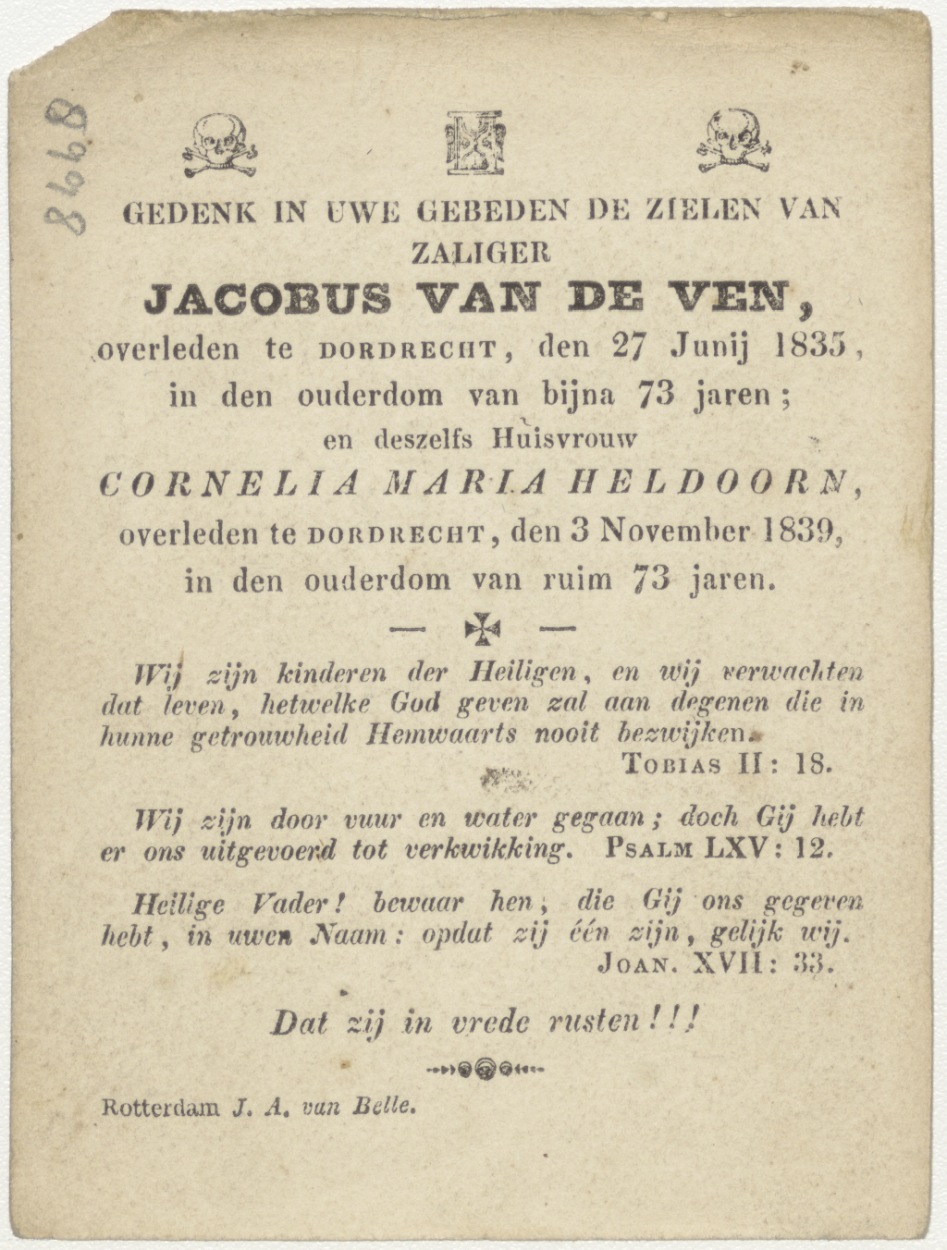 8998
GEDENK IN UWE GEBEDEN DE ZIELEN VAN
ZALIGER
JACOBUS VAN DE VEN,
overleden te DORDRECHT, den 27 Junij 1835,
in den ouderdom van bijna 73 jaren;
en deszelfs Huisvrouw
CORNELIA MARIA HELDOORN,
overleden te DORDRECHT, den 3 November 1839,
in den ouderdom van ruim 73 jaren.
Wij zijn kinderen der Heiligen, en wij verwachten
dat leven, hetwelke God geven zal aan degenen die in
hunne getrouwheid Hemwaarts nooit bezwijken.
TOBIAS II: 18.
Wij zijn door vuur en water gegaan; doch Gij hebt
er ons uitgevoerd tot verkwikking. PSALM LXV: 12.
Heilige Vader! bewaar hen, die Gij ons gegeven
hebt, in uwen Naam: opdat zij één zijn, gelijk wij.
JOAN. XVII: 33.
Dat zij in vrede rusten!!!
Rotterdam J. A. van Belle.